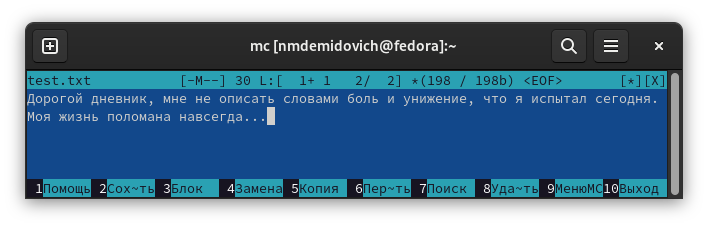 mc [nmdemidovich@fedora]:~
test.txt [-M--] 30 L:[ 1+ 1 2/ 2] *(198 / 198b) <EOF> [*][X]
Дорогой дневник, мне не описать словами боль и унижение, что я испытал сегодня.
Моя жизнь поломана навсегда...
1Помощь 2Сох~ть 3Блок 4Замена 5Копия 6Пер~ть 7Поиск 8Уда~ть 9МенюMC 10Выход